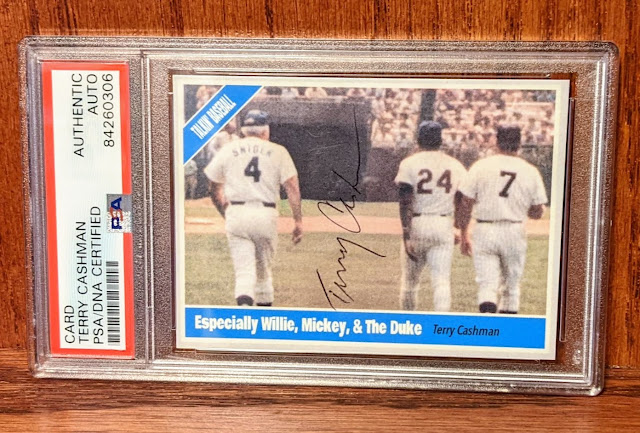 CARD
TERRY CASHMAN
PSA/DNA CERTIFIED
AUTHENTIC
AUTO
84260306
PSA
TALKIN' BASEBALL
SNIDER
4
24
7
Terry Cashman
Especially Willie, Mickey, & The Duke Terry Cashman